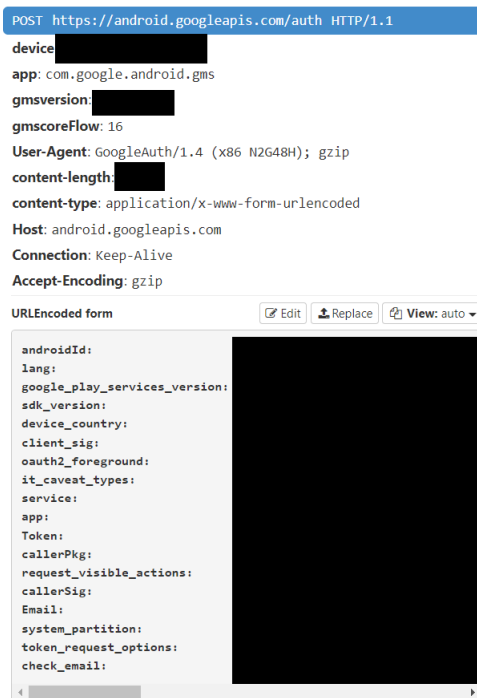 POST https://android.googleapis.com/auth HTTP/1.1
device
app: com.google.android.gms
gmsversion:
gmscoreFlow: 16
User-Agent: GoogleAuth/1.4 (x86 N2G48H); gzip
content-length:
content-type: application/x-www-form-urlencoded
Host: android.googleapis.com
Connection: Keep-Alive
Accept-Encoding: gzip
URLEncoded form Edit Replace View: auto
androidId:
lang:
google_play_services_version:
sdk_version:
device_country:
client_sig:
oauth2_foreground:
it_caveat_types:
service:
app:
Token:
callerPkg:
request_visible_actions:
callerSig:
Email:
system_partition:
token_request_options:
check_email: